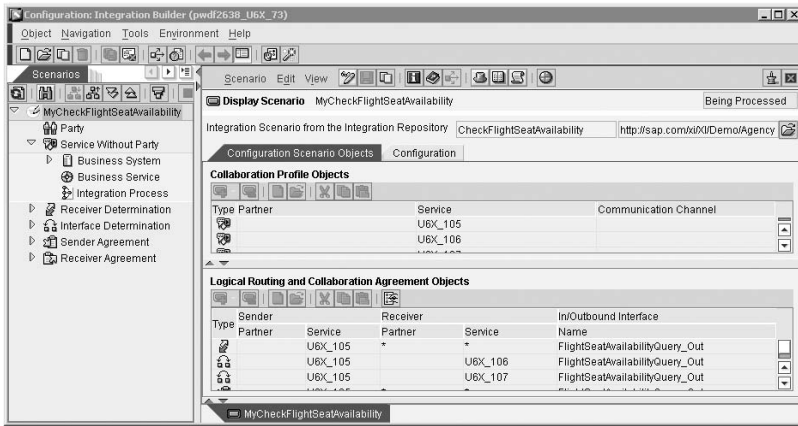 Configuration: Integration Builder (pwdf2638_U6X_73)
Object Navigation Tools Environment Help
Scenarios
MyCheckFlightSeatAvailability
Party
Service Without Party
Business System
Business Service
Integration Process
Receiver Determination
Interface Determination
Sender Agreement
Receiver Agreement
Scenario Edit View
Display Scenario MyCheckFlightSeatAvailability Being Processed
Integration Scenario from the Integration Repository CheckFlightSeatAvailability http://sap.com/xi/XI/Demo/Agency
Configuration Scenario Objects Configuration
Collaboration Profile Objects
Type Partner Service Communication Channel
U6X_105
U6X_106
Logical Routing and Collaboration Agreement Objects
Type Sender Receiver In/Outbound Interface
Partner Service Partner Service Name
U6X_105 * * FlightSeatAvailabilityQuery_Out
U6X_105 U6X_106 FlightSeatAvailabilityQuery_Out
U6X_105 U6X_107 FlightSeatAvailabilityQuery_Out
MyCheckFlightSeatAvailability